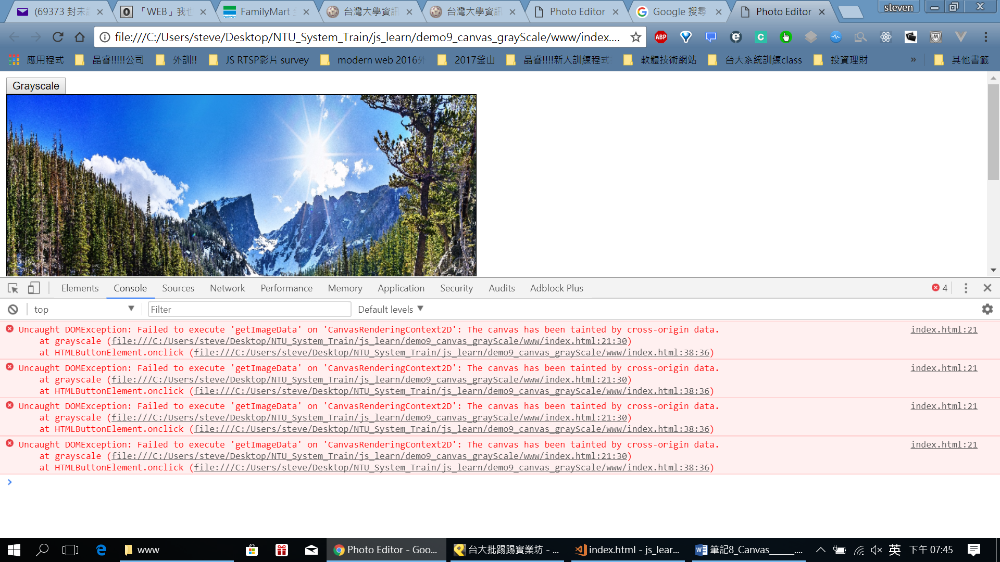 (69373 封未
「WEB」我也
FamilyMart
台灣大學資訊
台灣大學資訊
Photo Editor
Google 搜尋
Photo Editor
steven
file:///C:/Users/steve/Desktop/NTU_System_Train/js_learn/demo9_canvas_grayScale/www/index....
ABP
應用程式
晶睿!!!!!公司
外訓!!
JS RTSP影片 survey
modern web 2016外
2017釜山
晶睿!!!!新人訓練程式
軟體技術網站
台大系統訓練class
投資理財
»
其他書籤
Grayscale
Elements
Console
Sources
Network
Performance
Memory
Application
Security
Audits
Adblock Plus
4
top
Filter
Default levels
Uncaught DOMException: Failed to execute 'getImageData' on 'CanvasRenderingContext2D': The canvas has been tainted by cross-origin data. index.html:21
at grayscale (file:///C:/Users/steve/Desktop/NTU_System_Train/js_learn/demo9_canvas_grayScale/www/index.html:21:30)
at HTMLButtonElement.onclick (file:///C:/Users/steve/Desktop/NTU_System_Train/js_learn/demo9_canvas_grayScale/www/index.html:38:36)
Uncaught DOMException: Failed to execute 'getImageData' on 'CanvasRenderingContext2D': The canvas has been tainted by cross-origin data. index.html:21
at grayscale (file:///C:/Users/steve/Desktop/NTU_System_Train/js_learn/demo9_canvas_grayScale/www/index.html:21:30)
at HTMLButtonElement.onclick (file:///C:/Users/steve/Desktop/NTU_System_Train/js_learn/demo9_canvas_grayScale/www/index.html:38:36)
Uncaught DOMException: Failed to execute 'getImageData' on 'CanvasRenderingContext2D': The canvas has been tainted by cross-origin data. index.html:21
at grayscale (file:///C:/Users/steve/Desktop/NTU_System_Train/js_learn/demo9_canvas_grayScale/www/index.html:21:30)
at HTMLButtonElement.onclick (file:///C:/Users/steve/Desktop/NTU_System_Train/js_learn/demo9_canvas_grayScale/www/index.html:38:36)
Uncaught DOMException: Failed to execute 'getImageData' on 'CanvasRenderingContext2D': The canvas has been tainted by cross-origin data. index.html:21
at grayscale (file:///C:/Users/steve/Desktop/NTU_System_Train/js_learn/demo9_canvas_grayScale/www/index.html:21:30)
at HTMLButtonElement.onclick (file:///C:/Users/steve/Desktop/NTU_System_Train/js_learn/demo9_canvas_grayScale/www/index.html:38:36)
www
Photo Editor - Goo...
台大批踢踢實業坊 - ...
index.html - js_lear...
筆記8_Canvas_____....
英
下午 07:45